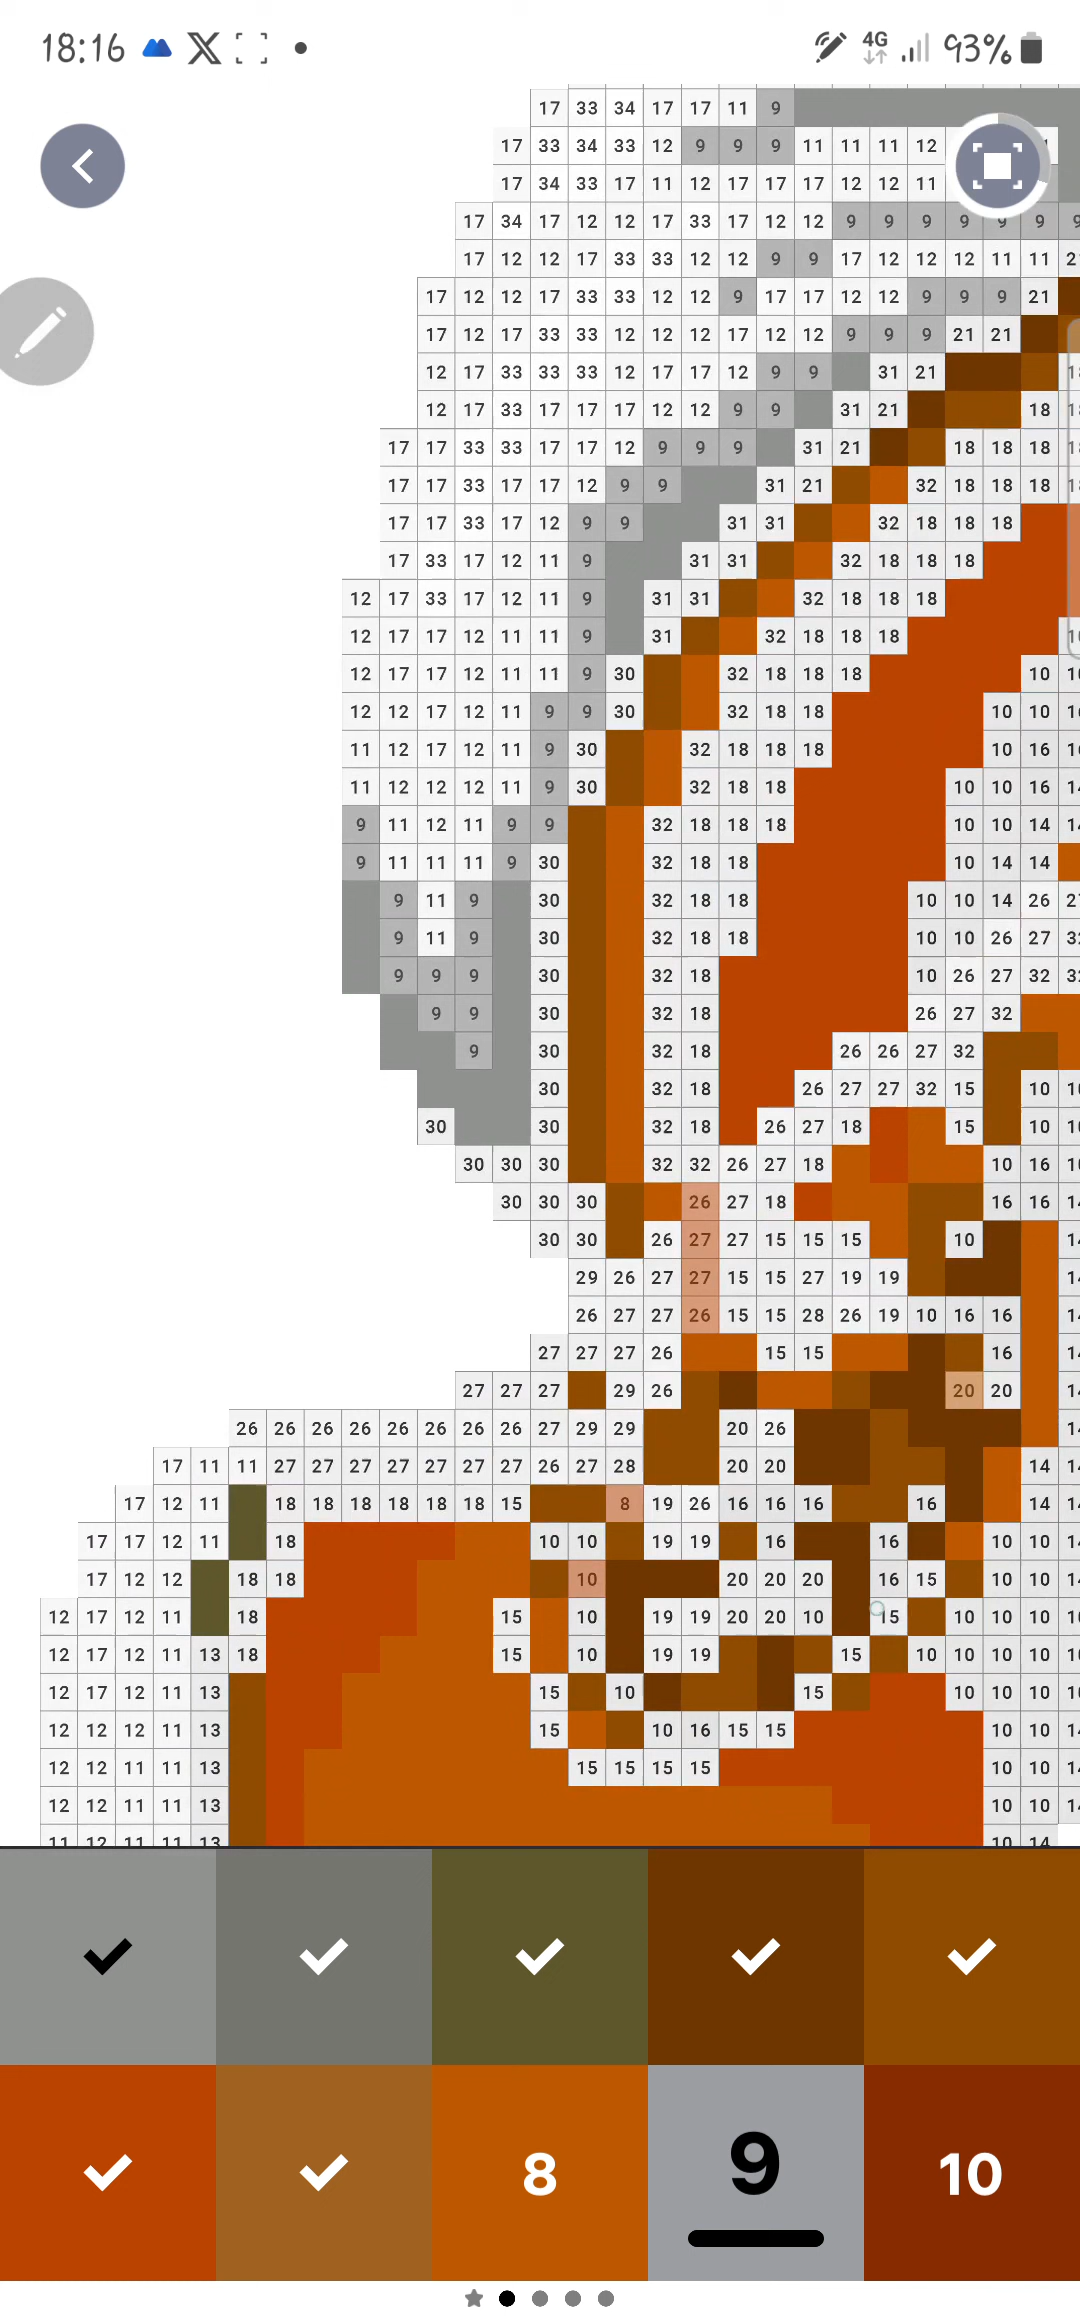 18:16 4G 93%
17 33 34 17 17 11 9
17 33 34 33 12 9 9 9 11 11 11 12
17 34 33 17 11 12 17 17 17 12 12 11
17 34 17 12 12 17 33 17 12 12 9 9 9 9 9 9 9
17 12 12 17 33 33 12 12 9 9 17 12 12 12 11 11
17 12 12 17 33 33 12 12 9 17 17 12 12 9 9 9 21
17 12 17 33 33 12 12 12 17 12 12 9 9 9 21 21
12 17 33 33 33 12 17 17 12 9 9 31 21
12 17 33 17 17 17 12 12 9 9 31 21 18
17 17 33 33 17 17 12 9 9 9 31 21 18 18 18
17 17 33 17 17 12 9 9 31 21 32 18 18 18
17 17 33 17 12 9 9 31 31 32 18 18 18
17 33 17 12 11 9 31 31 32 18 18 18
12 17 33 17 12 11 9 31 31 32 18 18 18
12 17 17 12 11 11 9 31 32 18 18 18
12 17 17 12 11 11 9 30 32 18 18 18 10
12 12 17 12 11 9 9 30 32 18 18 10 10
11 12 17 12 11 9 30 32 18 18 18 10 16
11 12 12 12 11 9 30 32 18 18 10 10 16
9 11 12 11 9 9 32 18 18 18 10 10 14
9 11 11 11 9 30 32 18 18 10 14 14
9 11 9 30 32 18 18 10 10 14 26
9 11 9 30 32 18 18 10 10 26 27
9 9 9 30 32 18 10 26 27 32
9 9 30 32 18 26 27 32
9 30 32 18 26 26 27 32
30 32 18 26 27 27 32 15 10
30 30 32 18 26 27 18 15 10
30 30 30 32 32 26 27 18 10 16
30 30 30 26 27 18 16 16
30 30 26 27 27 15 15 15 10
29 26 27 27 15 15 27 19 19
26 27 27 26 15 15 28 26 19 10 16 16
27 27 27 26 15 15 16
27 27 27 29 26 20 20
26 26 26 26 26 26 26 26 27 29 29 20 26
17 11 11 27 27 27 27 27 27 27 26 27 28 20 20 14
17 12 11 18 18 18 18 18 18 15 8 19 26 16 16 16 16 14
17 17 12 11 18 10 10 19 19 16 16 10 10
17 12 12 18 18 10 20 20 20 16 15 10 10
12 17 12 11 18 15 10 19 19 20 20 10 15 10 10 10
12 17 12 11 13 18 15 10 19 19 15 10 10 10 10
12 17 12 11 13 15 10 15 10 10 10
12 12 12 11 13 15 10 16 15 15 10 10
12 12 11 11 13 15 15 15 15 10 10
12 12 11 11 13 10 10
11 12 11 11 13 10 14
8 9 10